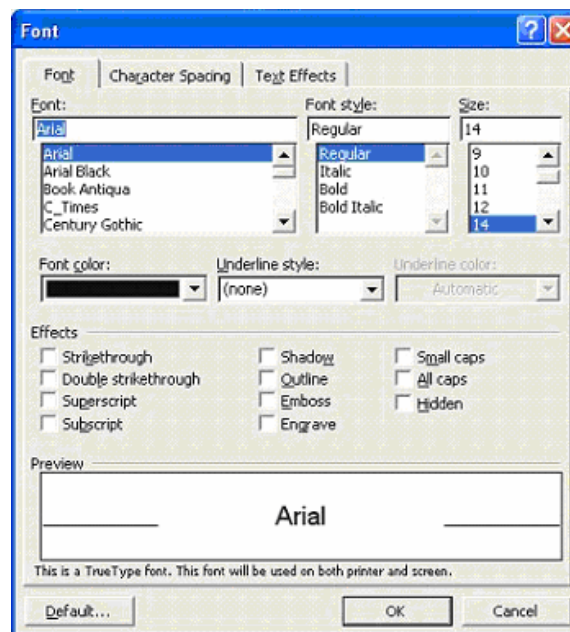 Font
Font Character Spacing Text Effects
Font: Font style: Size:
Arial Regular 14
Arial Regular 9
Arial Black Italic 10
Book Antiqua Bold 11
C_Times Bold Italic 12
Century Gothic 14
Font color: Underline style: Underline color:
(none) Automatic
Effects
Strikethrough Shadow Small caps
Double strikethrough Outline All caps
Superscript Emboss Hidden
Subscript Engrave
Preview
Arial
This is a TrueType font. This font will be used on both printer and screen.
Default... OK Cancel